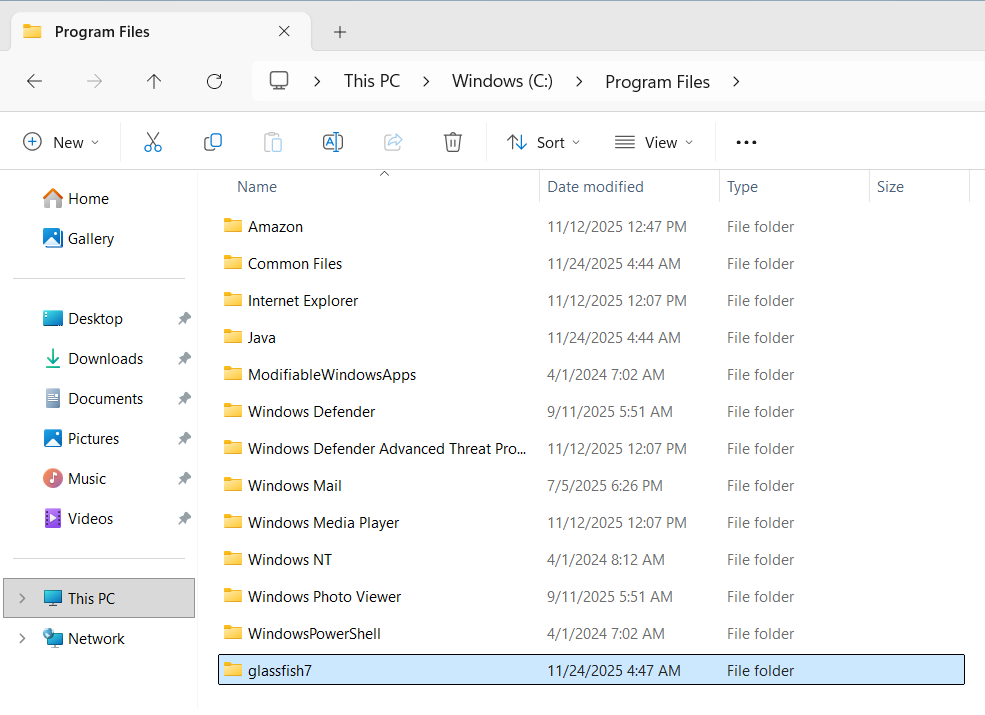 Program Files
This PC > Windows (C:) > Program Files >
New Sort View
Name Date modified Type Size
Home
Gallery
Desktop
Downloads
Documents
Pictures
Music
Videos
This PC
Network
Amazon 11/12/2025 12:47 PM File folder
Common Files 11/24/2025 4:44 AM File folder
Internet Explorer 11/12/2025 12:07 PM File folder
Java 11/24/2025 4:44 AM File folder
ModifiableWindowsApps 4/1/2024 7:02 AM File folder
Windows Defender 9/11/2025 5:51 AM File folder
Windows Defender Advanced Threat Pro... 11/12/2025 12:07 PM File folder
Windows Mail 7/5/2025 6:26 PM File folder
Windows Media Player 11/12/2025 12:07 PM File folder
Windows NT 4/1/2024 8:12 AM File folder
Windows Photo Viewer 9/11/2025 5:51 AM File folder
WindowsPowerShell 4/1/2024 7:02 AM File folder
glassfish7 11/24/2025 4:47 AM File folder